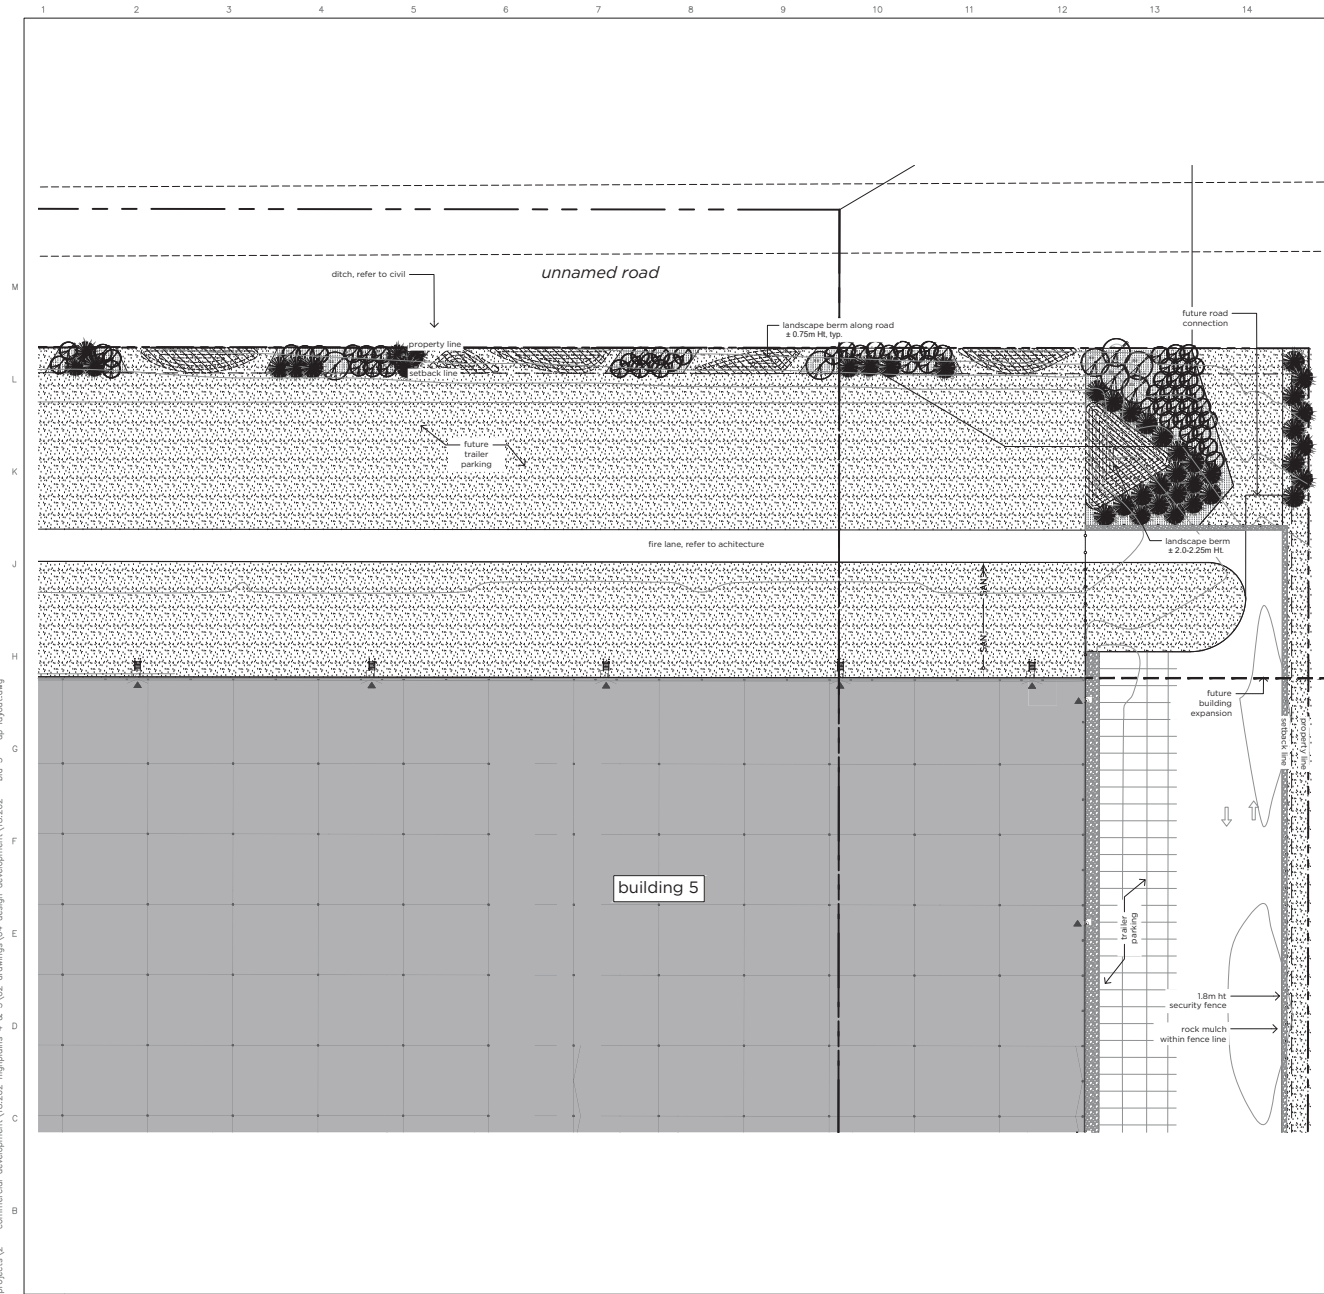 1 2 3 4 5 6 7 8 9 10 11 12 13 14
M
L
K
J
H
G
F
E
D
C
B
unnamed road
ditch, refer to civil
landscape berm along road
± 0.75m Ht, typ.
future road
connection
property line
setback line
future
trailer
parking
fire lane, refer to achitecture
landscape berm
± 2.0-2.25m Ht.
SAN
SAN
future
building
expansion
setback line
property line
building 5
trailer
parking
1.8m ht
security fence
rock mulch
within fence line